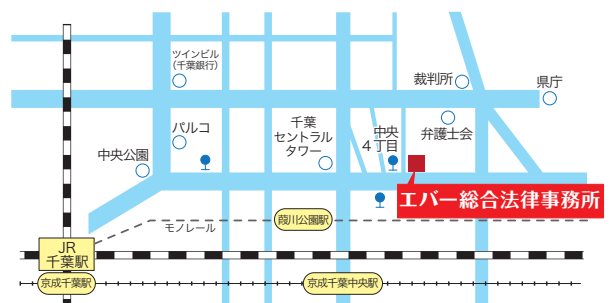 ツインビル
(千葉銀行)
裁判所
県庁
パルコ
千葉
セントラル
タワー
中央
4丁目
弁護士会
中央公園
エバー総合法律事務所
葭川公園駅
モノレール
JR
千葉駅
京成千葉駅
京成千葉中央駅